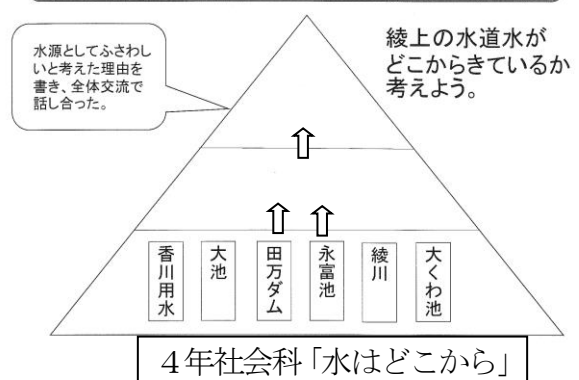 水源としてふさわし
いと考えた理由を
書き、全体交流で
話し合った。
綾上の水道水が
どこからきているか
考えよう。
香川用水
大池
田万ダム
永富池
綾川
大くわ池
4年社会科「水はどこから」